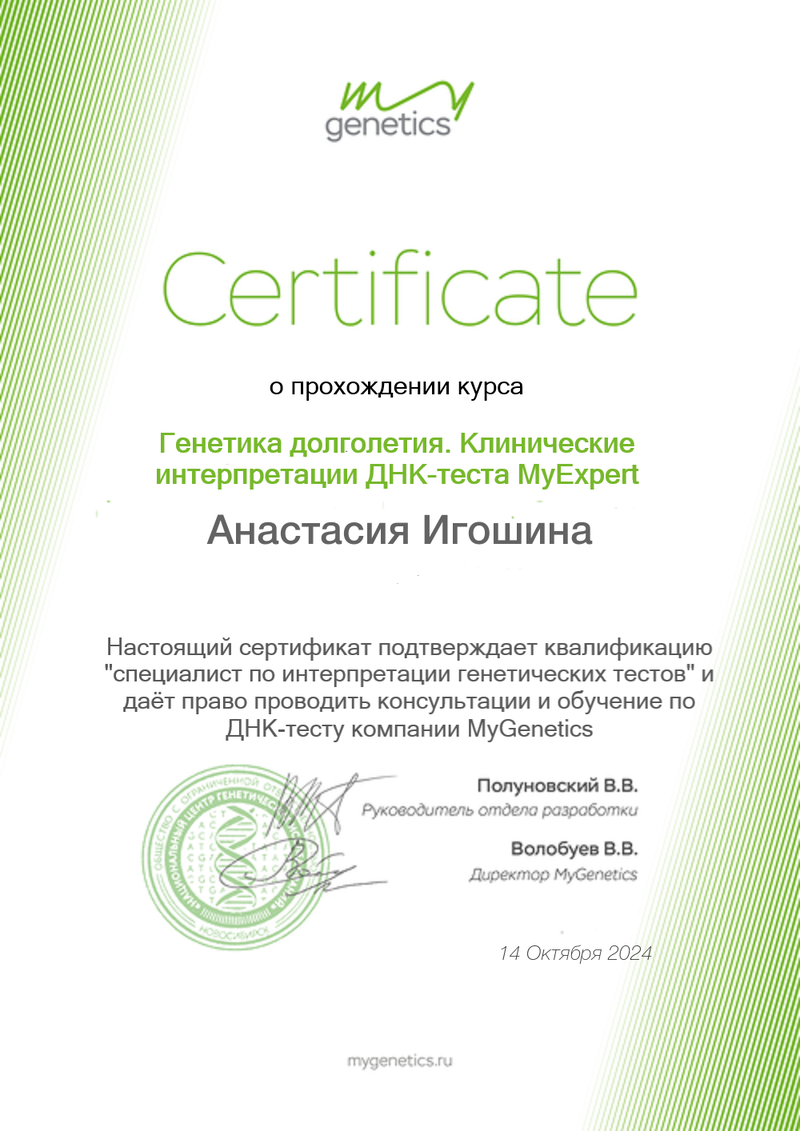 my
genetics
Certificate
о прохождении курса
Генетика долголетия. Клинические
интерпретации ДНК-теста MyExpert
Анастасия Игошина
Настоящий сертификат подтверждает квалификацию
"специалист по интерпретации генетических тестов" и
даёт право проводить консультации и обучение по
ДНК-тесту компании MyGenetics
Полуновский В.В.
Руководитель отдела разработки
Волобуев В.В.
Директор MyGenetics
ОБЩЕСТВО С ОГРАНИЧЕННОЙ
«НАЦИОНАЛЬНЫЙ ЦЕНТР ГЕНЕТИЧЕСКИХ
НОВОСИБИРСК
14 Октября 2024
mygenetics.ru